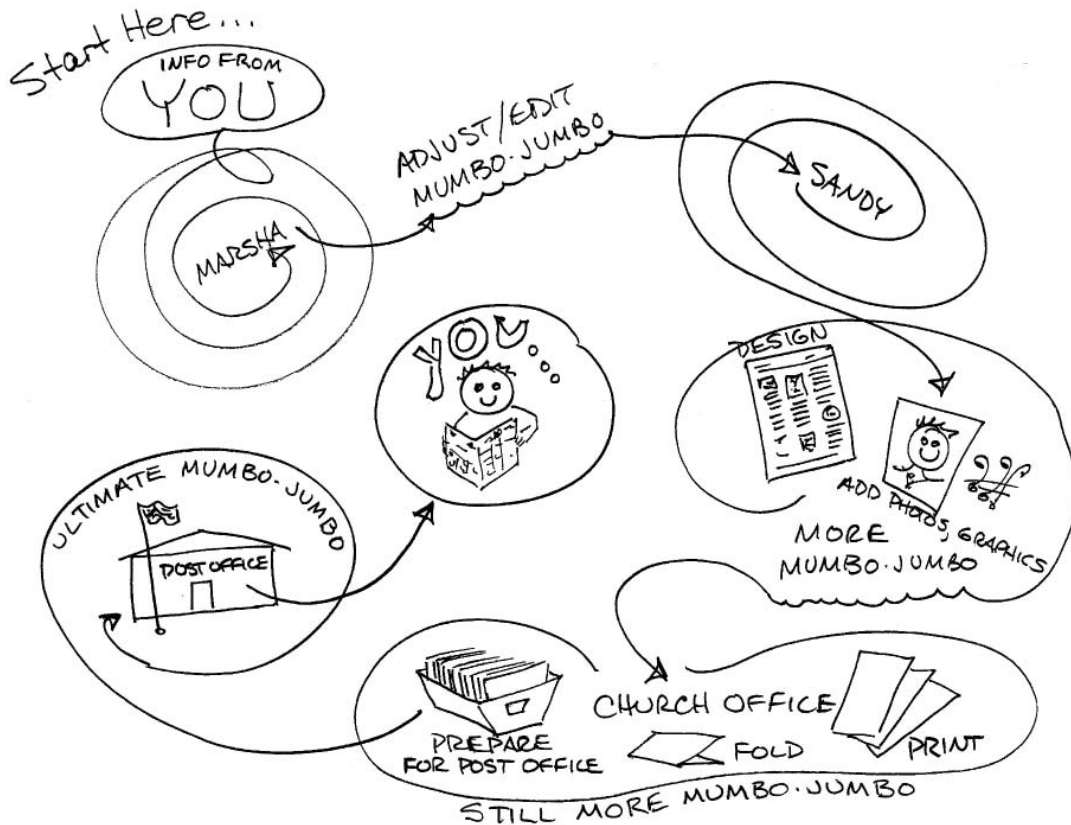 Start Here...
INFO FROM
YOU
MARSHA
ADJUST/EDIT
MUMBO-JUMBO
SANDY
DESIGN
ADD PHOTOS, GRAPHICS
MORE
MUMBO-JUMBO
CHURCH OFFICE
PRINT
FOLD
PREPARE
FOR POST OFFICE
STILL MORE MUMBO-JUMBO
ULTIMATE MUMBO-JUMBO
POST OFFICE
YOU...